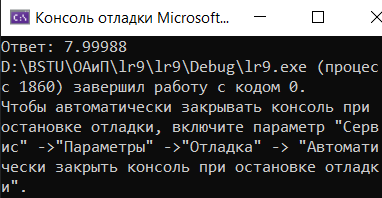 Консоль отладки Microsoft...
Ответ: 7.99988
D:\BSTU\ОАиП\lr9\lr9\Debug\lr9.exe (процес
с 1860) завершил работу с кодом 0.
Чтобы автоматически закрывать консоль при
остановке отладки, включите параметр "Серв
ис" ->"Параметры" ->"Отладка" -> "Автомати
чески закрыть консоль при остановке отладк
и".